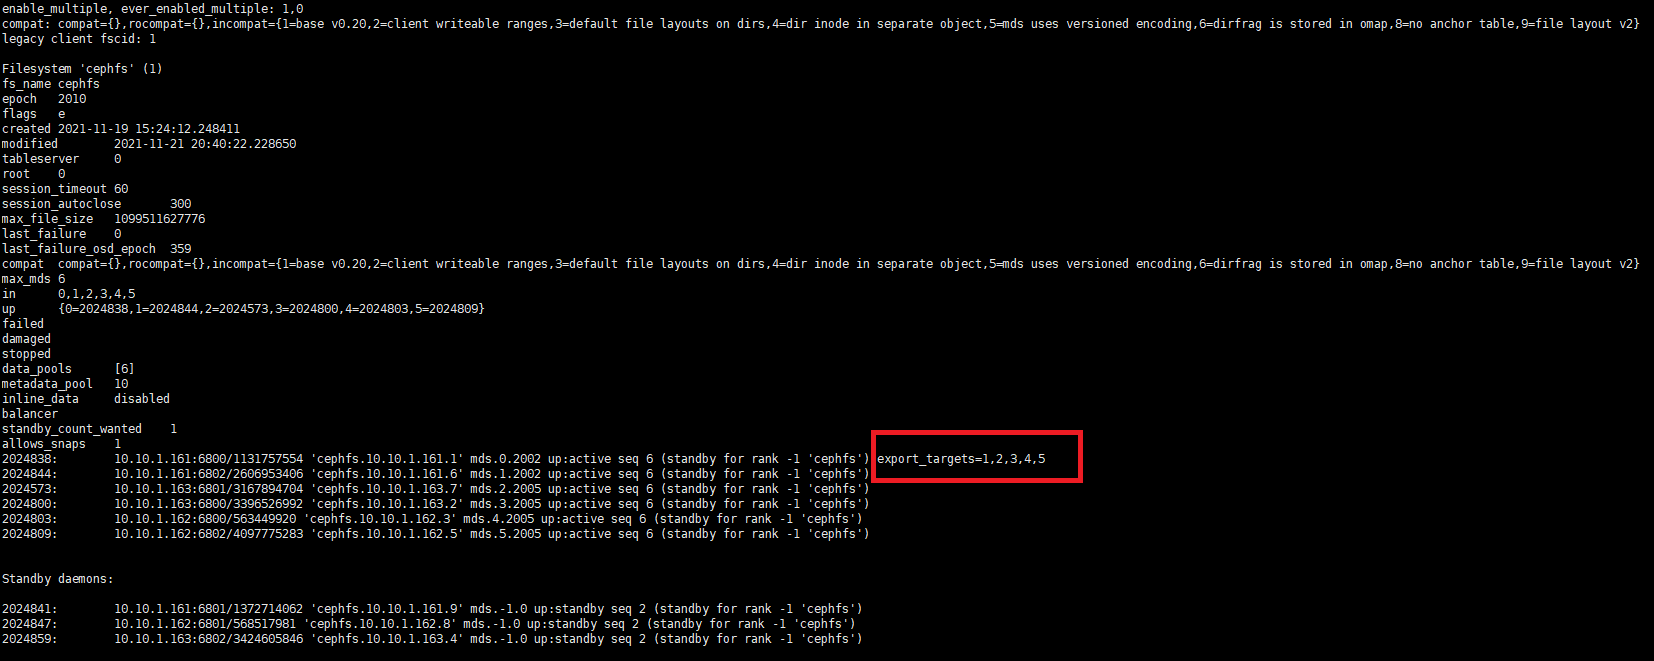 enable_multiple, ever_enabled_multiple: 1,0
compat: compat={},rocompat={},incompat={1=base v0.20,2=client writeable ranges,3=default file layouts on dirs,4=dir inode in separate object,5=mds uses versioned encoding,6=dirfrag is stored in omap,8=no anchor table,9=file layout v2}
legacy client fscid: 1
Filesystem 'cephfs' (1)
fs_name cephfs
epoch 2010
flags e
created 2021-11-19 15:24:12.248411
modified 2021-11-21 20:40:22.228650
tableserver 0
root 0
session_timeout 60
session_autoclose 300
max_file_size 1099511627776
last_failure 0
last_failure_osd_epoch 359
compat compat={},rocompat={},incompat={1=base v0.20,2=client writeable ranges,3=default file layouts on dirs,4=dir inode in separate object,5=mds uses versioned encoding,6=dirfrag is stored in omap,8=no anchor table,9=file layout v2}
max_mds 6
in 0,1,2,3,4,5
up {0=2024838,1=2024844,2=2024573,3=2024800,4=2024803,5=2024809}
failed
damaged
stopped
data_pools [6]
metadata_pool 10
inline_data disabled
balancer
standby_count_wanted 1
allows_snaps 1
2024838: 10.10.1.161:6800/1131757554 'cephfs.10.10.1.161.1' mds.0.2002 up:active seq 6 (standby for rank -1 'cephfs') export_targets=1,2,3,4,5
2024844: 10.10.1.161:6802/2606953406 'cephfs.10.10.1.161.6' mds.1.2002 up:active seq 6 (standby for rank -1 'cephfs')
2024573: 10.10.1.163:6801/3167894704 'cephfs.10.10.1.163.7' mds.2.2005 up:active seq 6 (standby for rank -1 'cephfs')
2024800: 10.10.1.163:6800/3396526992 'cephfs.10.10.1.163.2' mds.3.2005 up:active seq 6 (standby for rank -1 'cephfs')
2024803: 10.10.1.162:6800/563449920 'cephfs.10.10.1.162.3' mds.4.2005 up:active seq 6 (standby for rank -1 'cephfs')
2024809: 10.10.1.162:6802/4097775283 'cephfs.10.10.1.162.5' mds.5.2005 up:active seq 6 (standby for rank -1 'cephfs')
Standby daemons:
2024841: 10.10.1.161:6801/1372714062 'cephfs.10.10.1.161.9' mds.-1.0 up:standby seq 2 (standby for rank -1 'cephfs')
2024847: 10.10.1.162:6801/568517981 'cephfs.10.10.1.162.8' mds.-1.0 up:standby seq 2 (standby for rank -1 'cephfs')
2024859: 10.10.1.163:6802/3424605846 'cephfs.10.10.1.163.4' mds.-1.0 up:standby seq 2 (standby for rank -1 'cephfs')